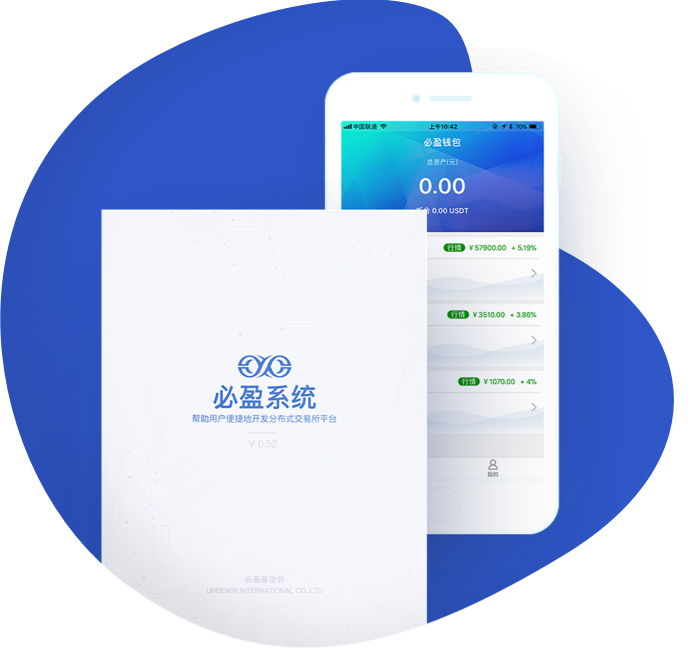 中国联通
上午10:42
70%
必盈钱包
总资产(元)
0.00
0.00 USDT
行情 ¥57900.00 + 5.19%
行情 ¥3510.00 + 3.86%
行情 ¥1070.00 + 4%
我的
必盈系统
帮助用户便捷地开发分布式交易所平台
V 0.52
必盈基金会
URBEWIN INTERNATIONAL CO.,LTD